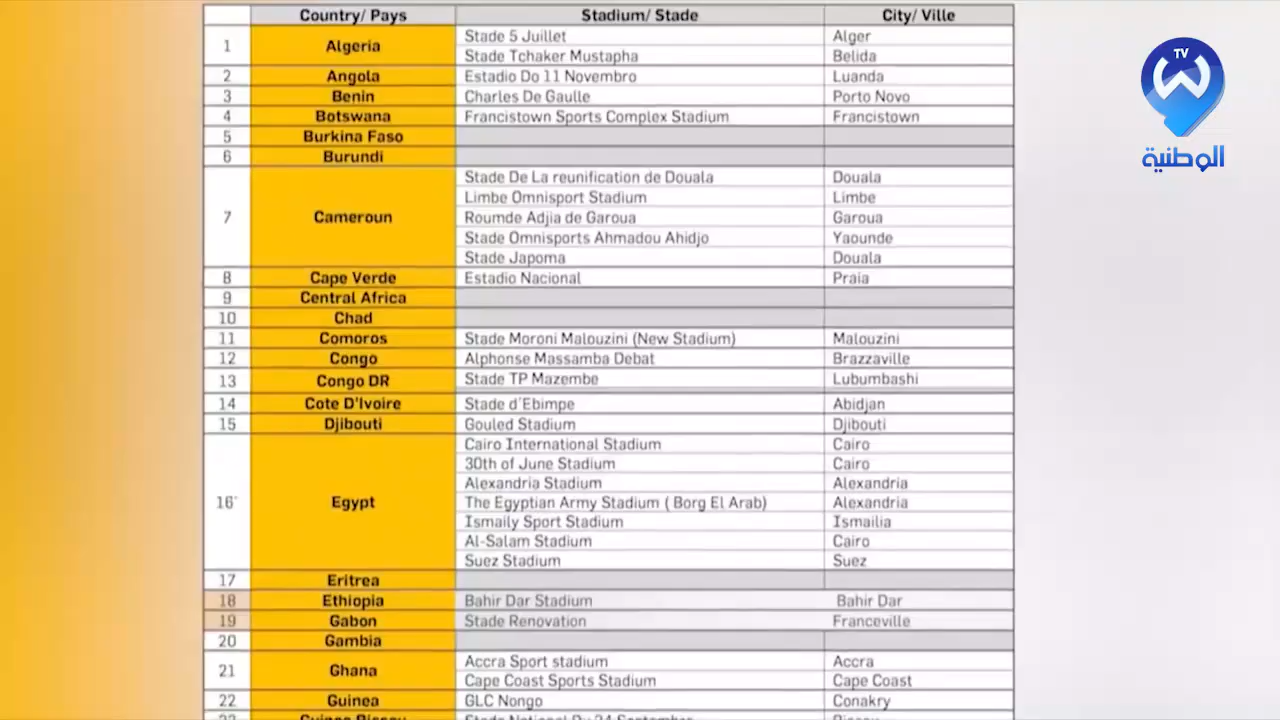 Country/ Pays Stadium/ Stade City/ Ville
1 Algeria Stade 5 Juillet Alger
Stade Tchaker Mustapha Belida
2 Angola Estadio Do 11 Novembro Luanda
3 Benin Charles De Gaulle Porto Novo
4 Botswana Francistown Sports Complex Stadium Francistown
5 Burkina Faso
6 Burundi
7 Cameroun Stade De La reunification de Douala Douala
Limbe Omnisport Stadium Limbe
Roumde Adjia de Garoua Garoua
Stade Omnisports Ahmadou Ahidjo Yaounde
Stade Japoma Douala
8 Cape Verde Estadio Nacional Praia
9 Central Africa
10 Chad
11 Comoros Stade Moroni Malouzini (New Stadium) Malouzini
12 Congo Alphonse Massamba Debat Brazzaville
13 Congo DR Stade TP Mazembe Lubumbashi
14 Cote D'Ivoire Stade d'Ebimpe Abidjan
15 Djibouti Gouled Stadium Djibouti
16 Egypt Cairo International Stadium Cairo
30th of June Stadium Cairo
Alexandria Stadium Alexandria
The Egyptian Army Stadium ( Borg El Arab) Alexandria
Ismaily Sport Stadium Ismailia
Al-Salam Stadium Cairo
Suez Stadium Suez
17 Eritrea
18 Ethiopia Bahir Dar Stadium Bahir Dar
19 Gabon Stade Renovation Franceville
20 Gambia
21 Ghana Accra Sport stadium Accra
Cape Coast Sports Stadium Cape Coast
22 Guinea GLC Nongo Conakry
Stade National Du 24 September
TV
الوطنية